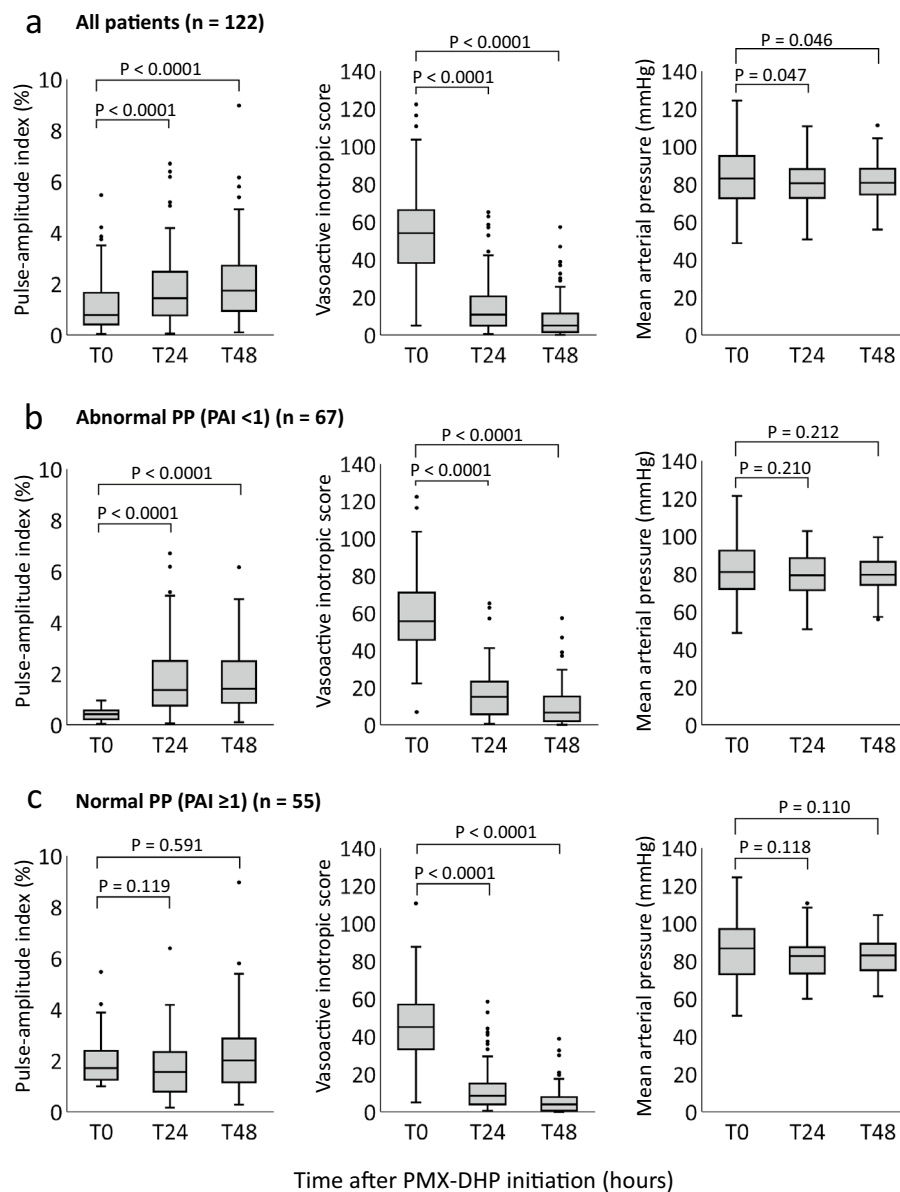 a All patients (n = 122)
Pulse-amplitude index (%)
10
8
6
4
2
0
P < 0.0001
P < 0.0001
T0 T24 T48
Vasoactive inotropic score
140
120
100
80
60
40
20
0
P < 0.0001
P < 0.0001
T0 T24 T48
Mean arterial pressure (mmHg)
140
120
100
80
60
40
20
0
P = 0.046
P = 0.047
T0 T24 T48
b Abnormal PP (PAI <1) (n = 67)
Pulse-amplitude index (%)
10
8
6
4
2
0
P < 0.0001
P < 0.0001
T0 T24 T48
Vasoactive inotropic score
140
120
100
80
60
40
20
0
P < 0.0001
P < 0.0001
T0 T24 T48
Mean arterial pressure (mmHg)
140
120
100
80
60
40
20
0
P = 0.212
P = 0.210
T0 T24 T48
c Normal PP (PAI ≥1) (n = 55)
Pulse-amplitude index (%)
10
8
6
4
2
0
P = 0.591
P = 0.119
T0 T24 T48
Vasoactive inotropic score
140
120
100
80
60
40
20
0
P < 0.0001
P < 0.0001
T0 T24 T48
Mean arterial pressure (mmHg)
140
120
100
80
60
40
20
0
P = 0.110
P = 0.118
T0 T24 T48
Time after PMX-DHP initiation (hours)